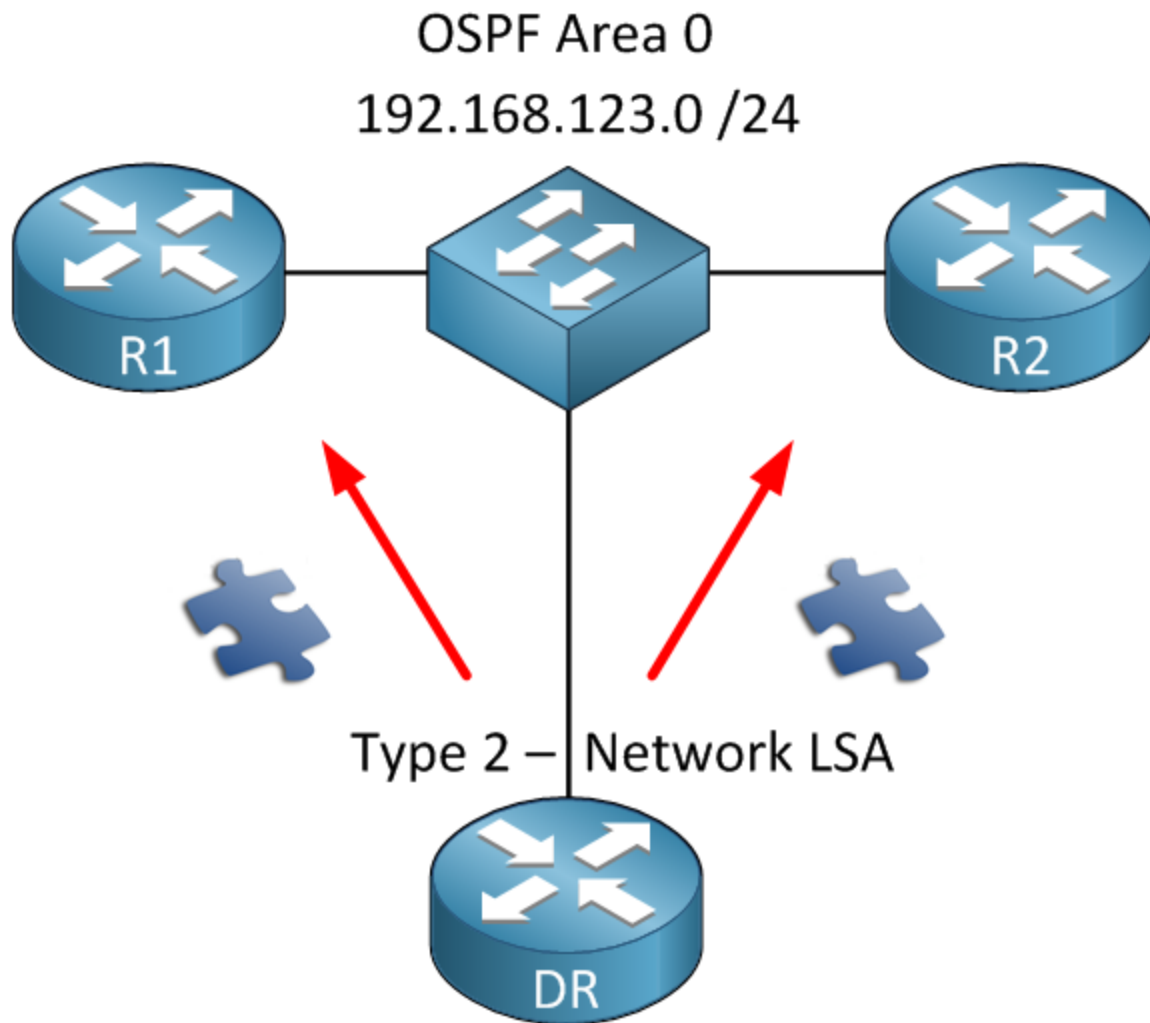 OSPF Area 0
192.168.123.0 /24
R1
R2
Type 2 – Network LSA
DR